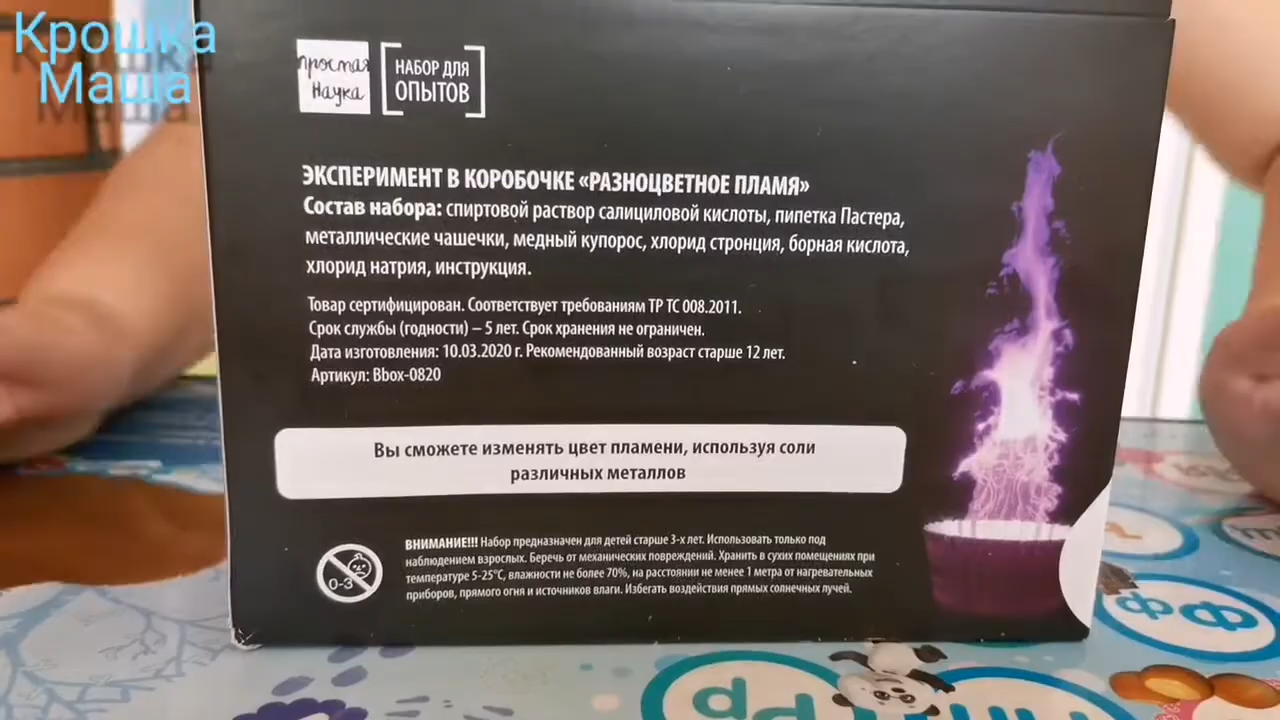 Крошка
Маша
простая
Наука
НАБОР ДЛЯ
ОПЫТОВ
ЭКСПЕРИМЕНТ В КОРОБОЧКЕ «РАЗНОЦВЕТНОЕ ПЛАМЯ»
Состав набора: спиртовой раствор салициловой кислоты, пипетка Пастера,
металлические чашечки, медный купорос, хлорид стронция, борная кислота,
хлорид натрия, инструкция.
Товар сертифицирован. Соответствует требованиям ТР ТС 008.2011.
Срок службы (годности) – 5 лет. Срок хранения не ограничен.
Дата изготовления: 10.03.2020 г. Рекомендованный возраст старше 12 лет.
Артикул: Bbox-0820
Вы сможете изменять цвет пламени, используя соли
различных металлов
ВНИМАНИЕ!!! Набор предназначен для детей старше 3-х лет. Использовать только под
наблюдением взрослых. Беречь от механических повреждений. Хранить в сухих помещениях при
температуре 5-25°С, влажности не более 70%, на расстоянии не менее 1 метра от нагревательных
приборов, прямого огня и источников влаги. Избегать воздействия прямых солнечных лучей.
0-3
Фф